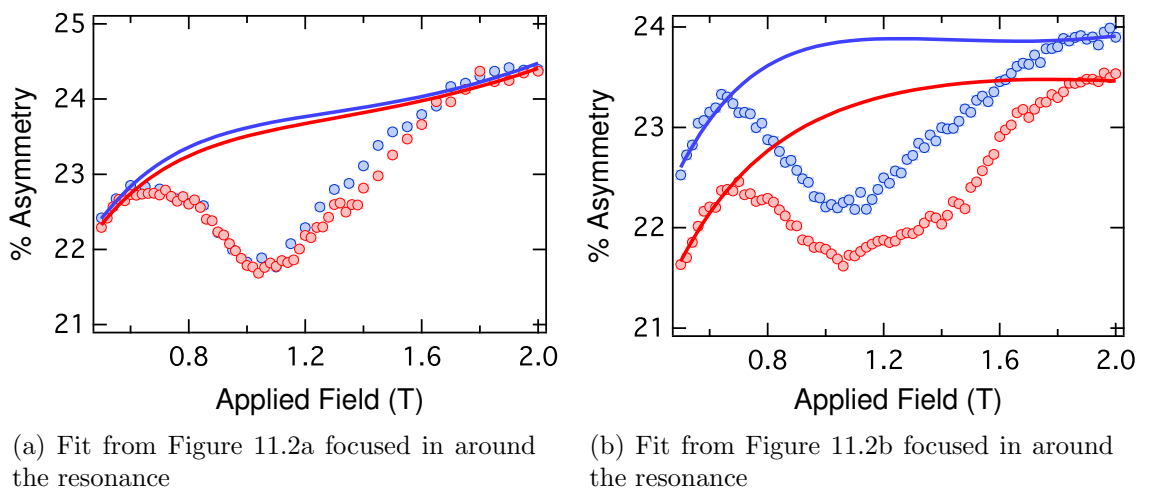 25
24
23
22
21
% Asymmetry
0.8 1.2 1.6 2.0
Applied Field (T)
24
23
22
21
% Asymmetry
0.8 1.2 1.6 2.0
Applied Field (T)
(a) Fit from Figure 11.2a focused in around
the resonance
(b) Fit from Figure 11.2b focused in around
the resonance